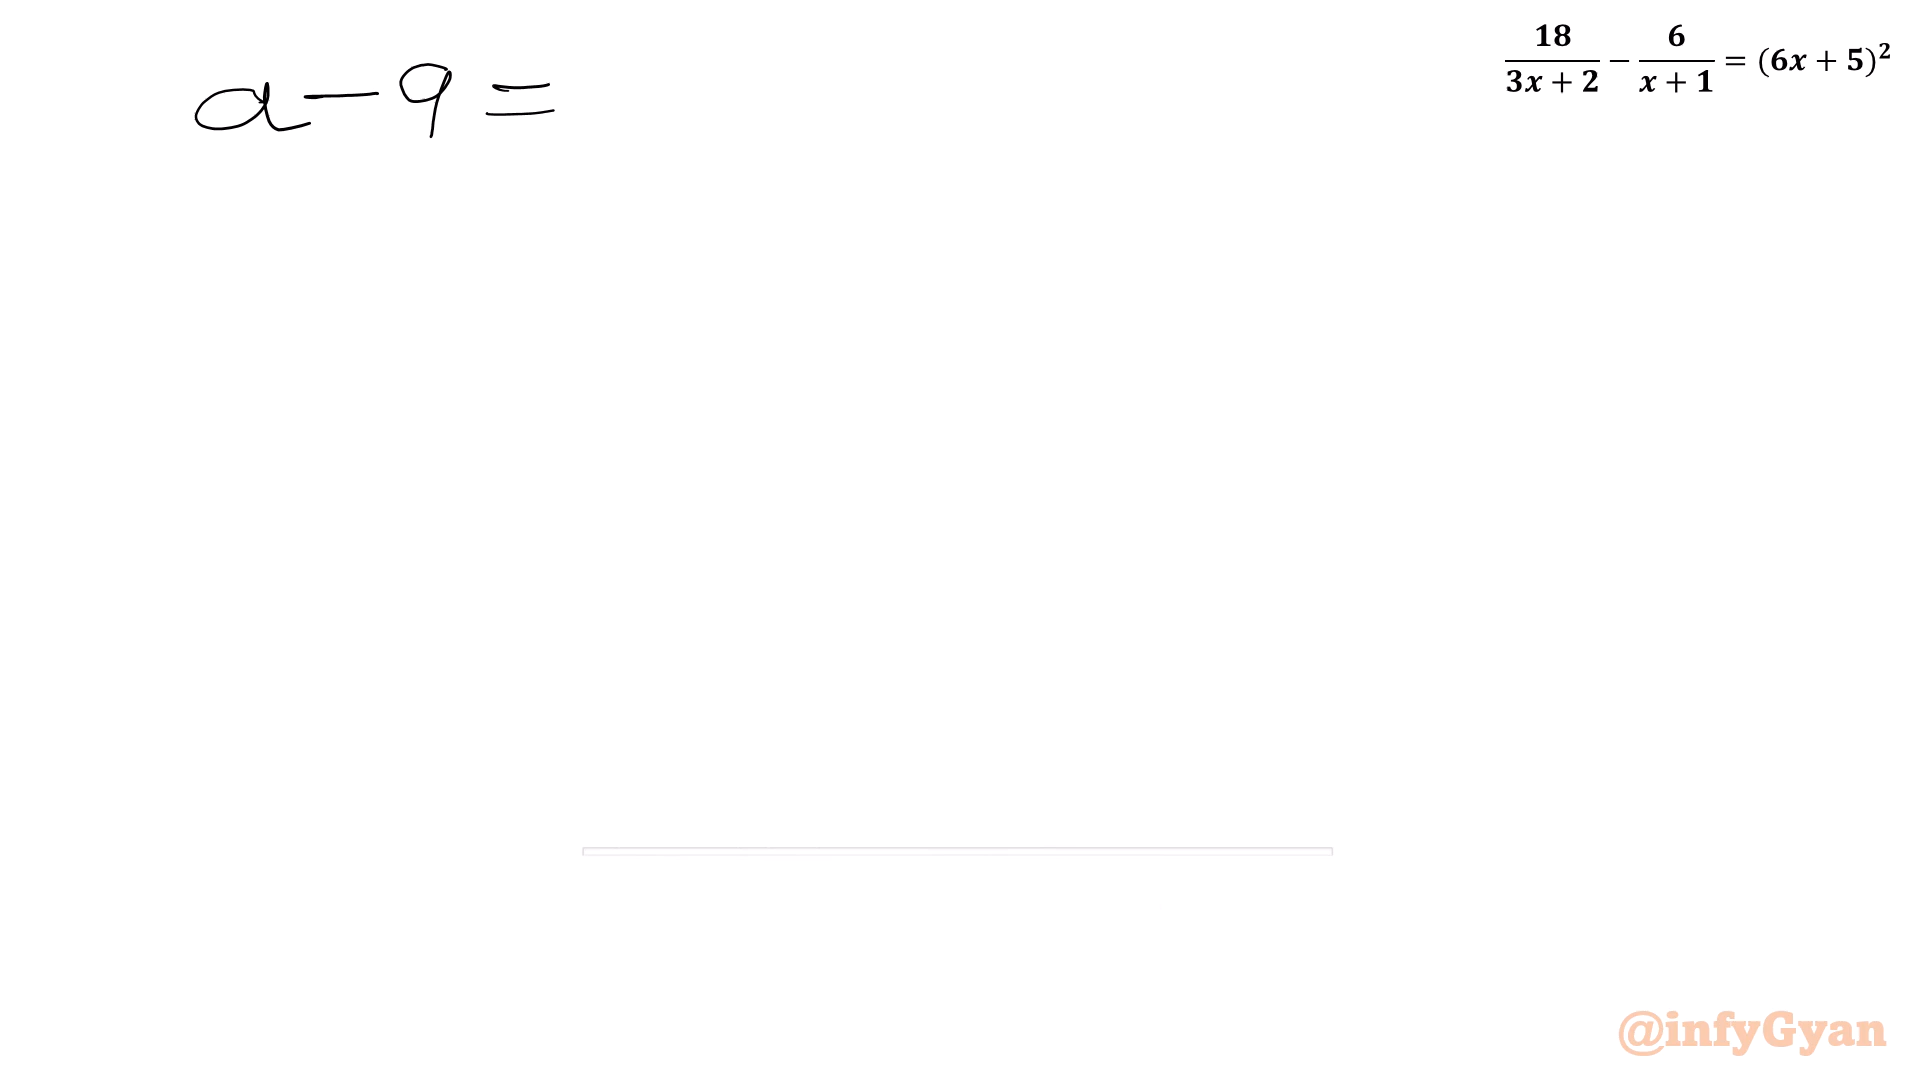 a - 9 =
18/(3x + 2) − 6/(x + 1) = (6x + 5)²
@infyGyan